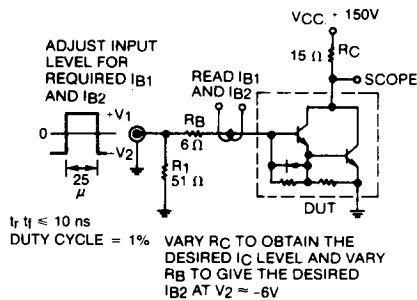 VCC. + 150V
ADJUST INPUT
LEVEL FOR
REQUIRED IB1
AND IB2
15 Ω RC
READ IB1
AND IB2
SCOPE
+V1
0
-V2
RB
6 Ω
25
μ
R1
51 Ω
DUT
tr tf ≤ 10 ns
DUTY CYCLE = 1%
VARY RC TO OBTAIN THE
DESIRED IC LEVEL AND VARY
RB TO GIVE THE DESIRED
IB2 AT V2 ≈ -6V